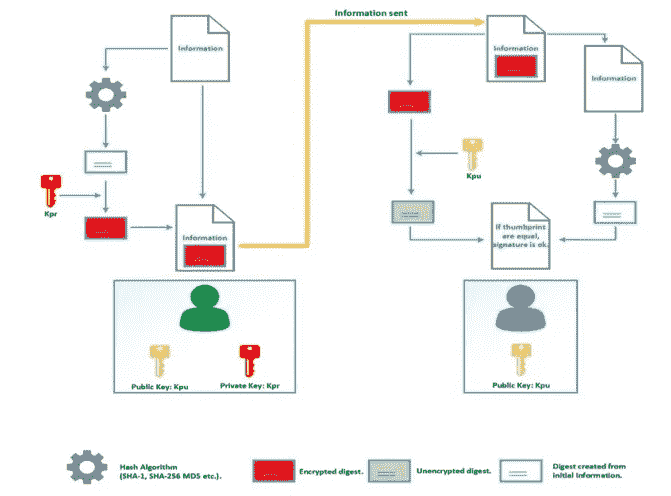 Information sent
Information
Information
Information
Kpr
Kpu
Information
If thumbprint
are equal,
signature is ok.
Public Key: Kpu
Private Key: Kpr
Public Key: Kpu
Hash Algorithm
(SHA-1, SHA-256 MD5 etc.).
Encrypted digest.
Unencrypted digest.
Digest created from
initial information.